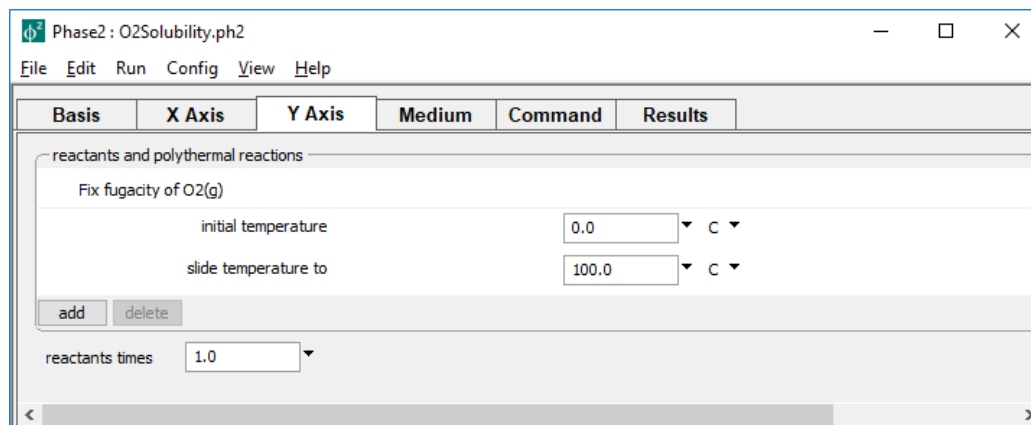 ϕ² Phase2 : O2Solubility.ph2
File Edit Run Config View Help
Basis X Axis Y Axis Medium Command Results
reactants and polythermal reactions
Fix fugacity of O2(g)
initial temperature 0.0 C
slide temperature to 100.0 C
add delete
reactants times 1.0